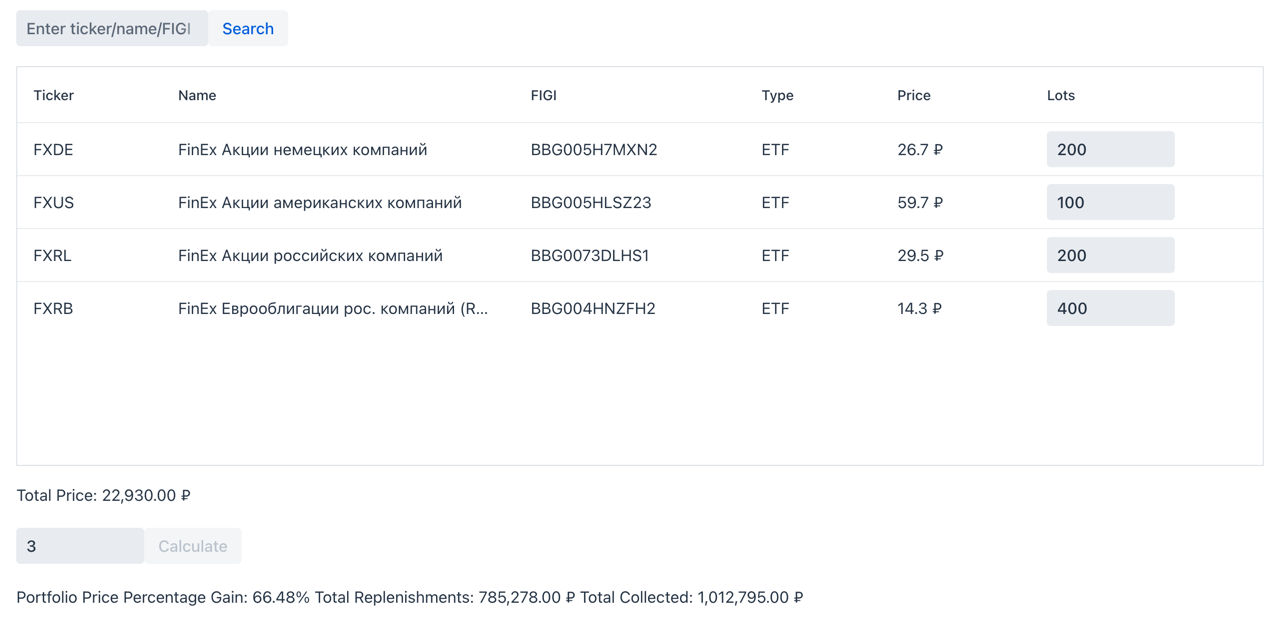 Enter ticker/name/FIGI Search
Ticker Name FIGI Type Price Lots
FXDE FinEx Акции немецких компаний BBG005H7MXN2 ETF 26.7 ₽ 200
FXUS FinEx Акции американских компаний BBG005HLSZ23 ETF 59.7 ₽ 100
FXRL FinEx Акции российских компаний BBG0073DLHS1 ETF 29.5 ₽ 200
FXRB FinEx Еврооблигации рос. компаний (R... BBG004HNZFH2 ETF 14.3 ₽ 400
Total Price: 22,930.00 ₽
3 Calculate
Portfolio Price Percentage Gain: 66.48% Total Replenishments: 785,278.00 ₽ Total Collected: 1,012,795.00 ₽